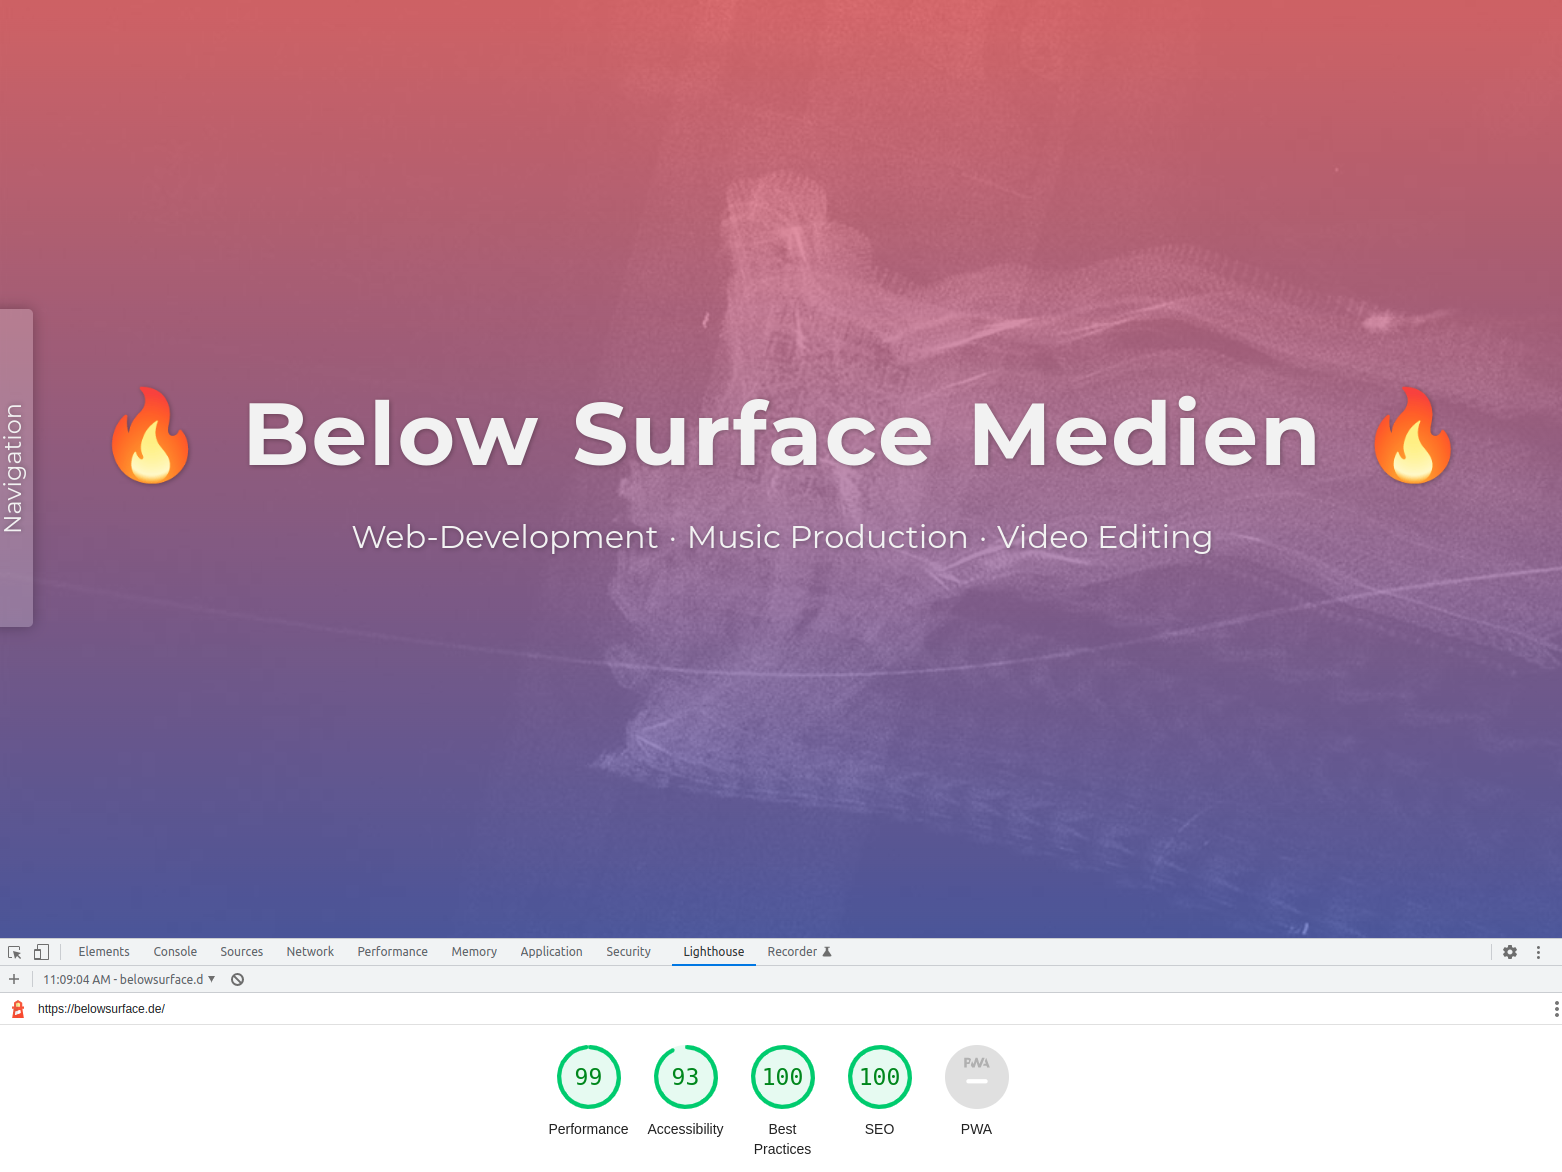 Navigation
🔥 Below Surface Medien 🔥
Web-Development · Music Production · Video Editing
Elements Console Sources Network Performance Memory Application Security Lighthouse Recorder
11:09:04 AM - belowsurface.d
https://belowsurface.de/
99 93 100 100 PWA
Performance Accessibility Best Practices SEO PWA